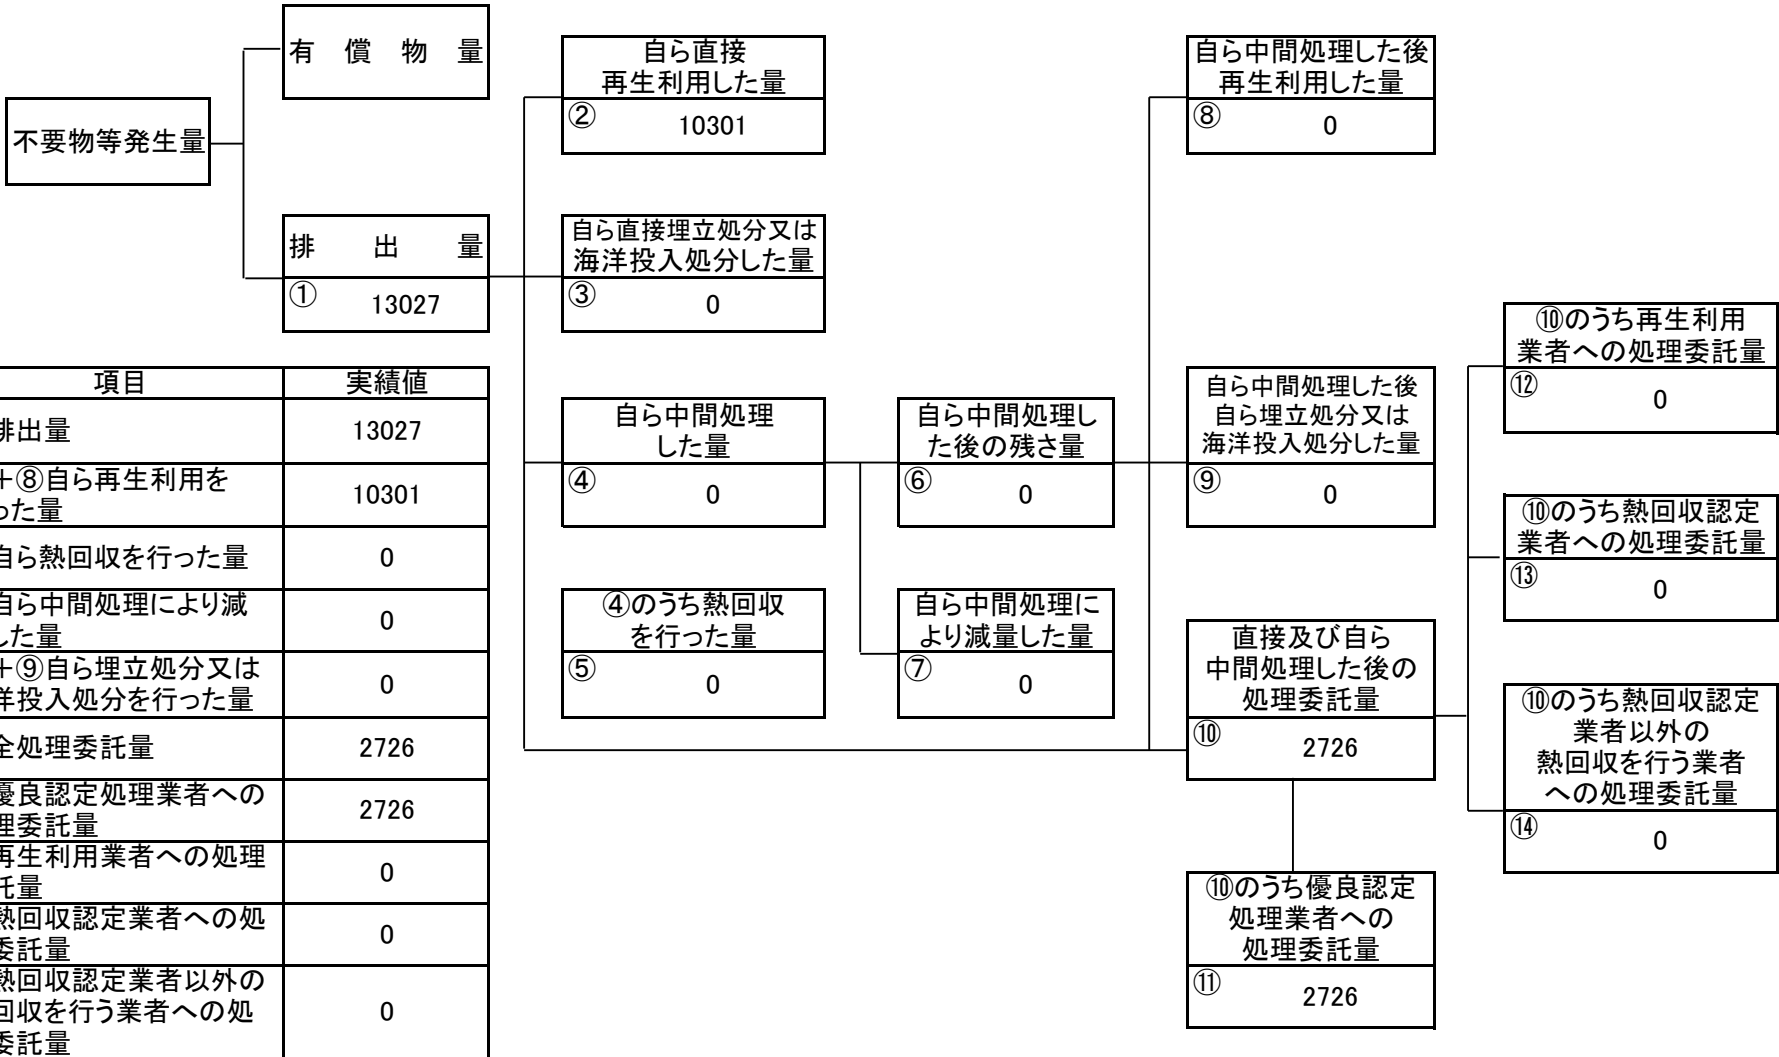 有償物量
不要物等発生量
排出量
①
13027
自ら直接
再生利用した量
②
10301
自ら直接埋立処分又は
海洋投入処分した量
③
0
自ら中間処理
した量
④
0
④のうち熱回収
を行った量
⑤
0
自ら中間処理し
た後の残さ量
⑥
0
自ら中間処理に
より減量した量
⑦
0
自ら中間処理した後
再生利用した量
⑧
0
自ら中間処理した後
自ら埋立処分又は
海洋投入処分した量
⑨
0
直接及び自ら
中間処理した後の
処理委託量
⑩
2726
⑩のうち優良認定
処理業者への
処理委託量
⑪
2726
⑩のうち再生利用
業者への処理委託量
⑫
0
⑩のうち熱回収認定
業者への処理委託量
⑬
0
⑩のうち熱回収認定
業者以外の
熱回収を行う業者
への処理委託量
⑭
0
項目 実績値
排出量 13027
+⑧自ら再生利用を
った量
10301
自ら熱回収を行った量 0
自ら中間処理により減
した量
0
+⑨自ら埋立処分又は
洋投入処分を行った量
0
全処理委託量 2726
優良認定処理業者への
理委託量
2726
再生利用業者への処理
託量
0
熱回収認定業者への処
委託量
0
熱回収認定業者以外の
回収を行う業者への処
委託量
0